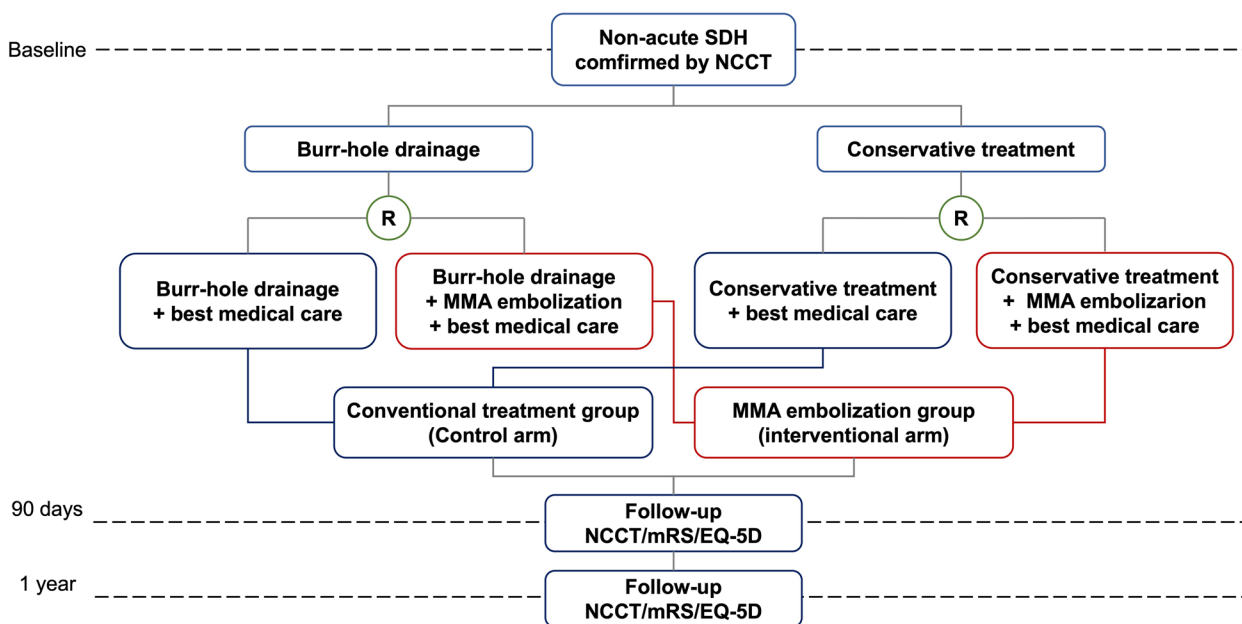 Baseline
Non-acute SDH
comfirmed by NCCT
Burr-hole drainage
Conservative treatment
R
R
Burr-hole drainage
+ best medical care
Burr-hole drainage
+ MMA embolization
+ best medical care
Conservative treatment
+ best medical care
Conservative treatment
+ MMA embolizarion
+ best medical care
Conventional treatment group
(Control arm)
MMA embolization group
(interventional arm)
90 days
Follow-up
NCCT/mRS/EQ-5D
1 year
Follow-up
NCCT/mRS/EQ-5D